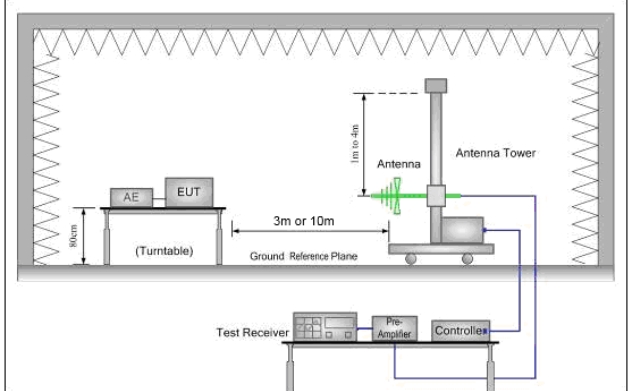 1m to 4m
Antenna
Antenna Tower
AE
EUT
80cm
(Turntable)
3m or 10m
Ground Reference Plane
Test Receiver
Pre-
Amplifier
Controlle